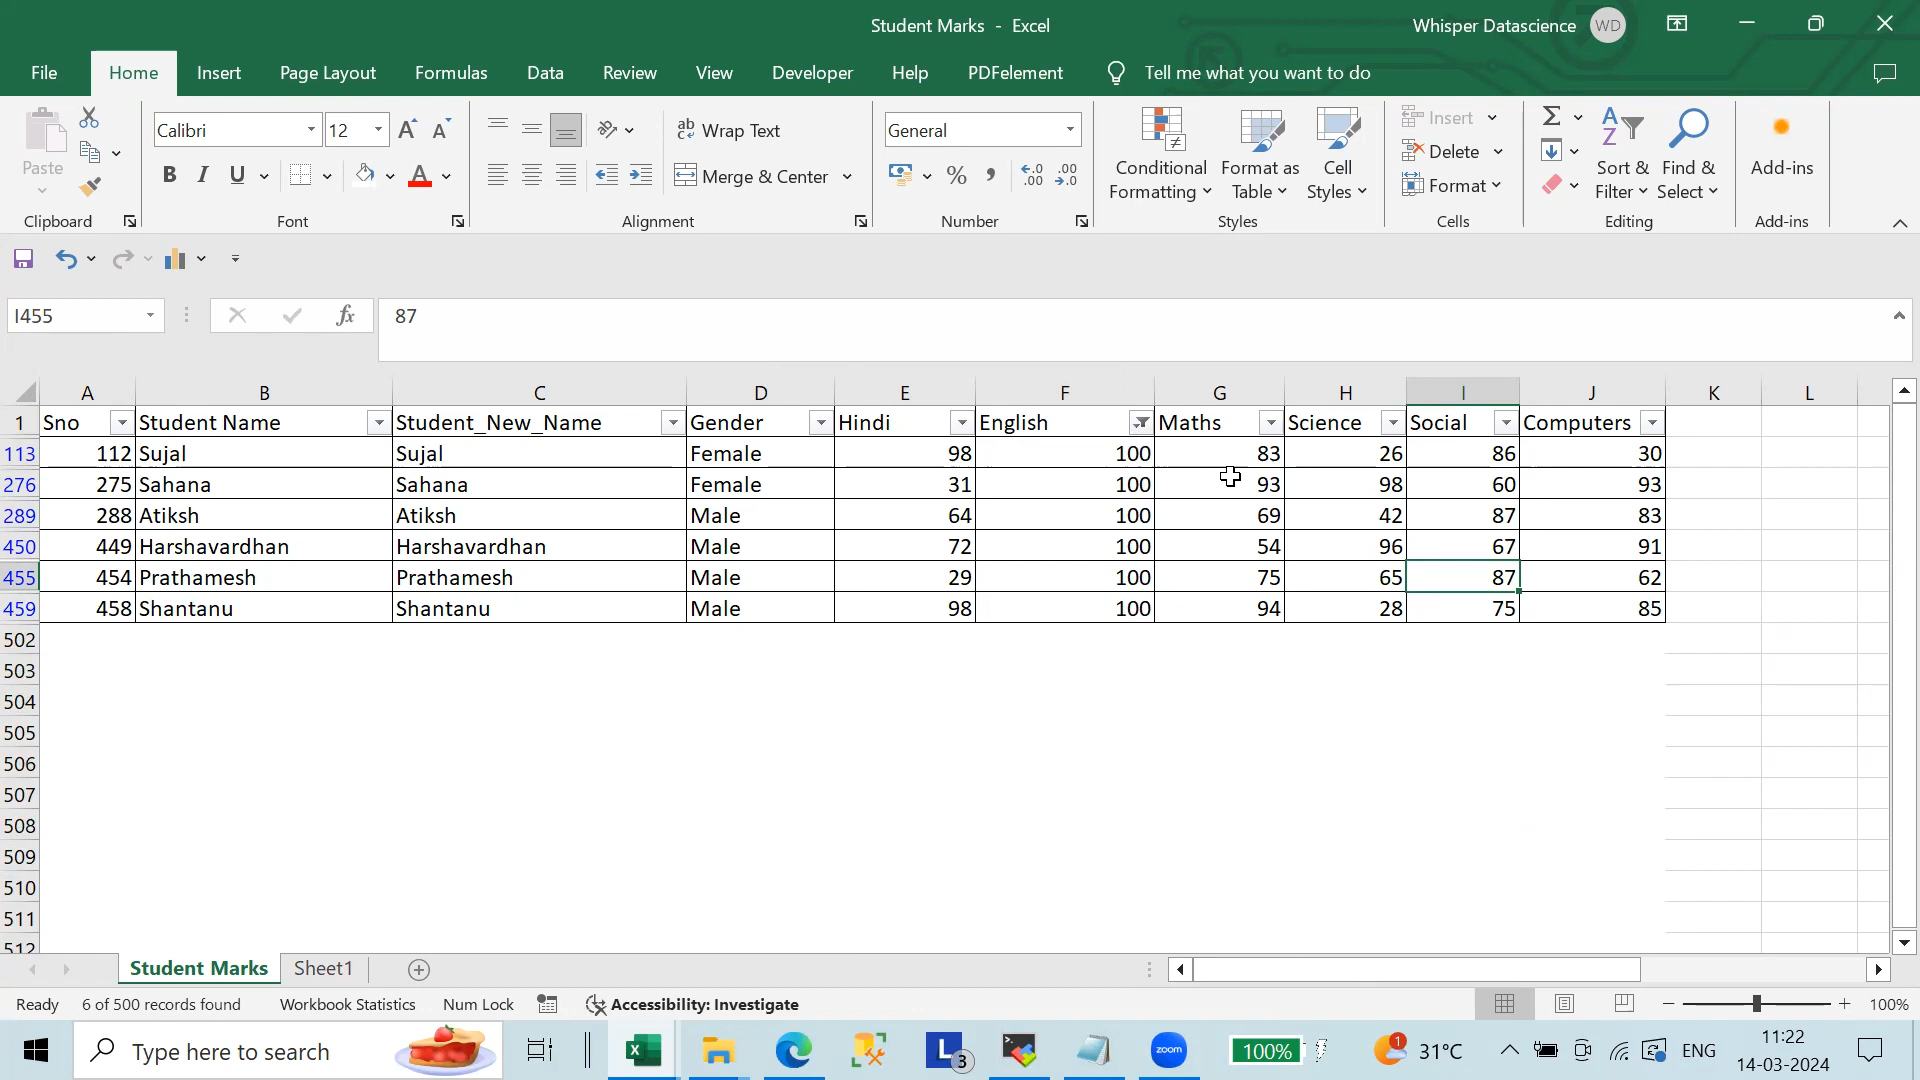 Student Marks - Excel
Whisper Datascience WD
File Home Insert Page Layout Formulas Data Review View Developer Help PDFelement Tell me what you want to do
Paste
Clipboard
Calibri 12
B I U A
Font
Wrap Text
Merge & Center
Alignment
General
Number
Conditional Formatting
Format as Table
Cell Styles
Styles
Insert
Delete
Format
Cells
Sort & Filter
Find & Select
Editing
Add-ins
Add-ins
I455 fx 87
A B C D E F G H I J K L
1 Sno Student Name Student_New_Name Gender Hindi English Maths Science Social Computers
113 112 Sujal Sujal Female 98 100 83 26 86 30
276 275 Sahana Sahana Female 31 100 93 98 60 93
289 288 Atiksh Atiksh Male 64 100 69 42 87 83
450 449 Harshavardhan Harshavardhan Male 72 100 54 96 67 91
455 454 Prathamesh Prathamesh Male 29 100 75 65 87 62
459 458 Shantanu Shantanu Male 98 100 94 28 75 85
502
503
504
505
506
507
508
509
510
511
512
Student Marks Sheet1
Ready 6 of 500 records found Workbook Statistics Num Lock Accessibility: Investigate 100%
Type here to search L 3 zoom 100% 1 31°C ENG 11:22
14-03-2024